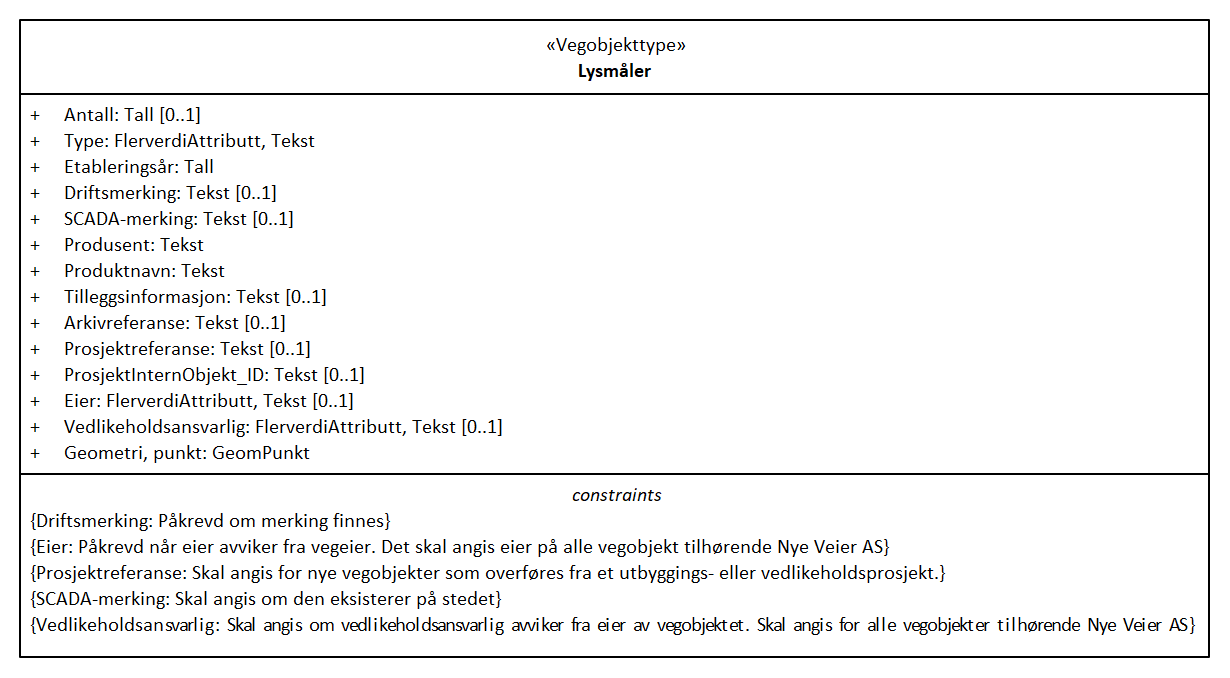 «Vegobjekttype»
Lysmåler
+ Antall: Tall [0..1]
+ Type: FlerverdiAttributt, Tekst
+ Etableringsår: Tall
+ Driftsmerking: Tekst [0..1]
+ SCADA-merking: Tekst [0..1]
+ Produsent: Tekst
+ Produktnavn: Tekst
+ Tilleggsinformasjon: Tekst [0..1]
+ Arkivreferanse: Tekst [0..1]
+ Prosjektreferanse: Tekst [0..1]
+ ProsjektInternObjekt_ID: Tekst [0..1]
+ Eier: FlerverdiAttributt, Tekst [0..1]
+ Vedlikeholdsansvarlig: FlerverdiAttributt, Tekst [0..1]
+ Geometri, punkt: GeomPunkt
constraints
{Driftsmerking: Påkrevd om merking finnes}
{Eier: Påkrevd når eier avviker fra vegeier. Det skal angis eier på alle vegobjekt tilhørende Nye Veier AS}
{Prosjektreferanse: Skal angis for nye vegobjekter som overføres fra et utbyggings- eller vedlikeholdsprosjekt.}
{SCADA-merking: Skal angis om den eksisterer på stedet}
{Vedlikeholdsansvarlig: Skal angis om vedlikeholdsansvarlig avviker fra eier av vegobjektet. Skal angis for alle vegobjekter tilhørende Nye Veier AS}